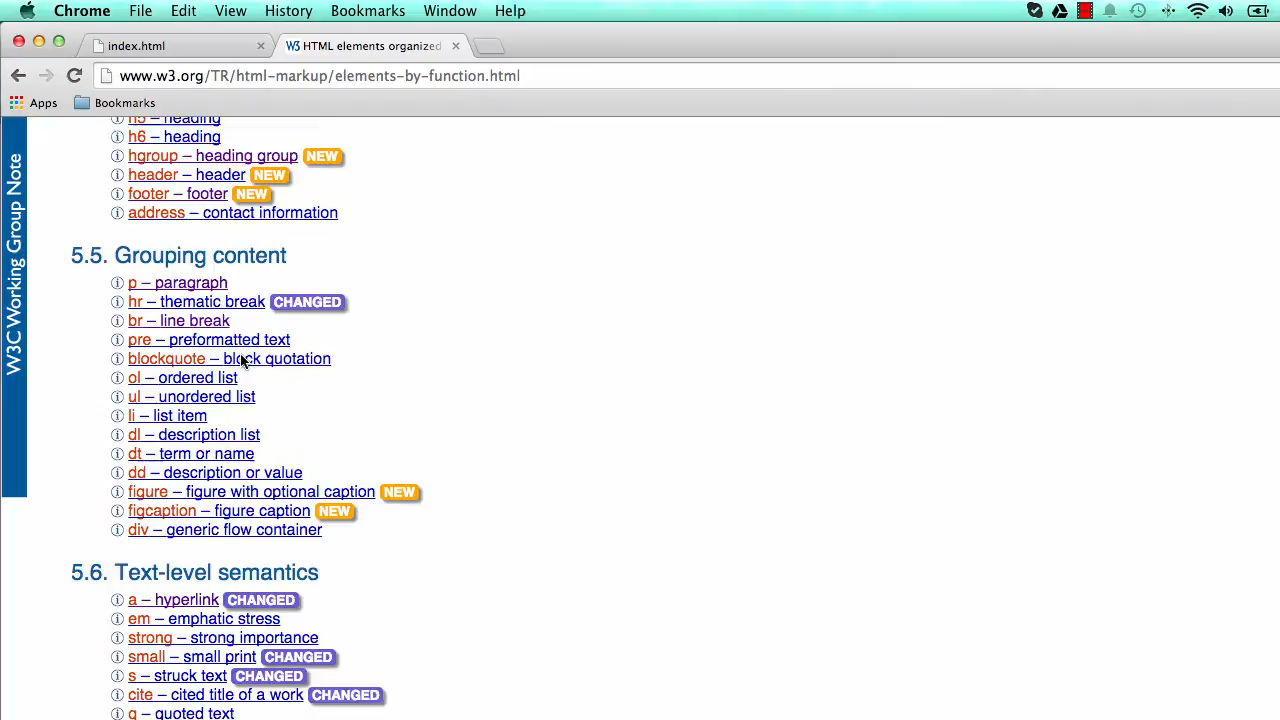 Chrome File Edit View History Bookmarks Window Help
index.html
W3 HTML elements organized
www.w3.org/TR/html-markup/elements-by-function.html
Apps Bookmarks
W3C Working Group Note
h5 – heading
h6 – heading
hgroup – heading group NEW
header – header NEW
footer – footer NEW
address – contact information
5.5. Grouping content
p – paragraph
hr – thematic break CHANGED
br – line break
pre – preformatted text
blockquote – block quotation
ol – ordered list
ul – unordered list
li – list item
dl – description list
dt – term or name
dd – description or value
figure – figure with optional caption NEW
figcaption – figure caption NEW
div – generic flow container
5.6. Text-level semantics
a – hyperlink CHANGED
em – emphatic stress
strong – strong importance
small – small print CHANGED
s – struck text CHANGED
cite – cited title of a work CHANGED
q – quoted text